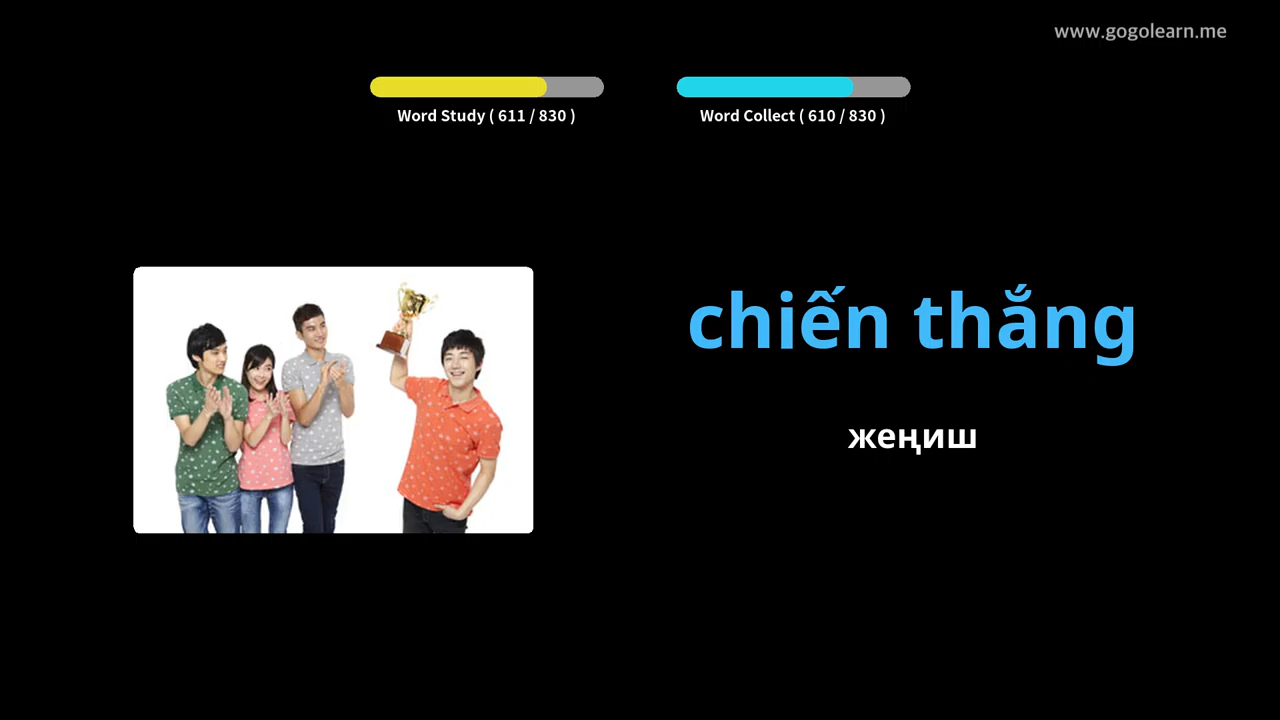 www.gogolearn.me
Word Study ( 611 / 830 )
Word Collect ( 610 / 830 )
chiến thắng
жеңиш